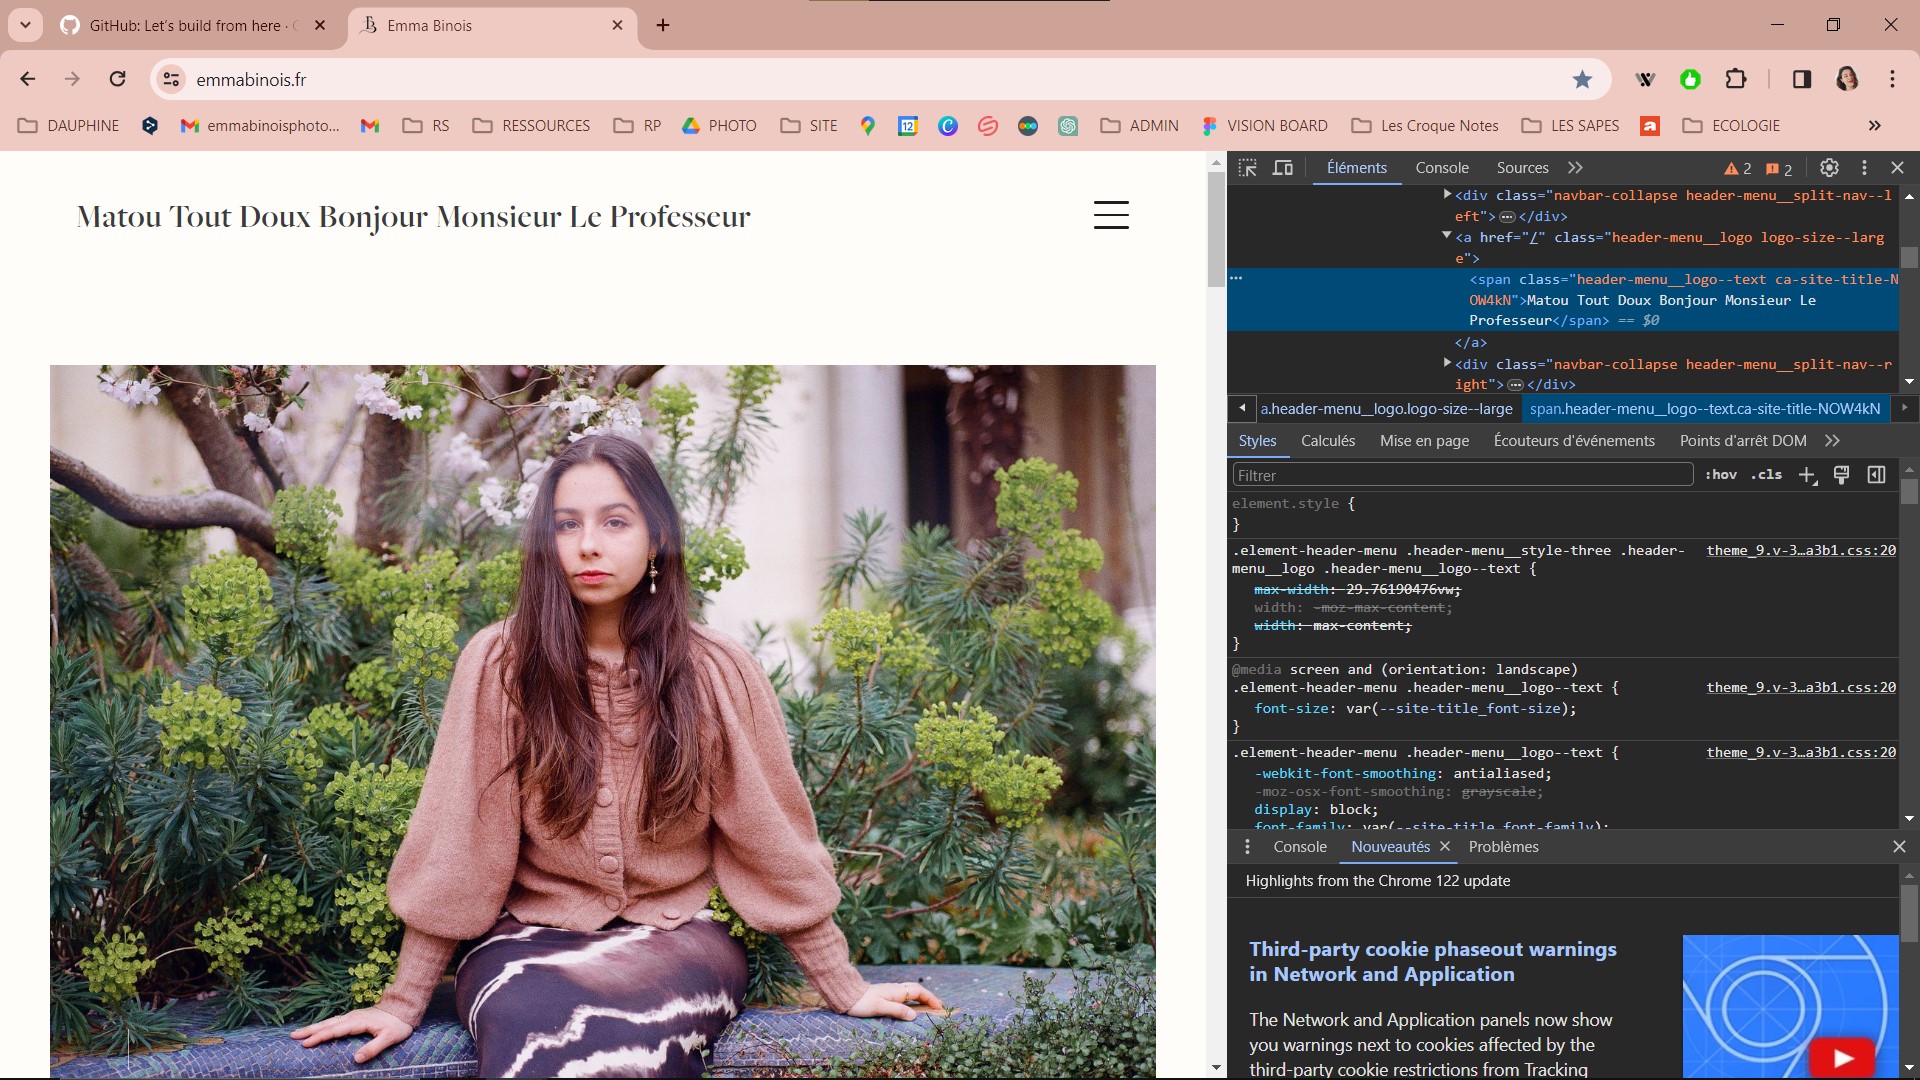 GitHub: Let's build from here ·
Emma Binois
emmabinois.fr
DAUPHINE
emmabinoisphoto...
RS
RESSOURCES
RP
PHOTO
SITE
12
ADMIN
VISION BOARD
Les Croque Notes
LES SAPES
a
ECOLOGIE
»
Matou Tout Doux Bonjour Monsieur Le Professeur
Éléments
Console
Sources
»
2
2
<div class="navbar-collapse header-menu__split-nav--l
eft"> ⋯ </div>
<a href="/" class="header-menu__logo logo-size--larg
e">
<span class="header-menu__logo--text ca-site-title-N
OW4kN">Matou Tout Doux Bonjour Monsieur Le
Professeur</span> == $0
</a>
<div class="navbar-collapse header-menu__split-nav--r
ight"> ⋯ </div>
a.header-menu__logo.logo-size--large
span.header-menu__logo--text.ca-site-title-NOW4kN
Styles
Calculés
Mise en page
Écouteurs d'événements
Points d'arrêt DOM
»
Filtrer
:hov
.cls
element.style {
}
.element-header-menu .header-menu__style-three .header-
theme_9.v-3…a3b1.css:20
menu__logo .header-menu__logo--text {
max-width: 29.76190476vw;
width: -moz-max-content;
width: max-content;
}
@media screen and (orientation: landscape)
.element-header-menu .header-menu__logo--text {
theme_9.v-3…a3b1.css:20
font-size: var(--site-title_font-size);
}
.element-header-menu .header-menu__logo--text {
theme_9.v-3…a3b1.css:20
-webkit-font-smoothing: antialiased;
-moz-osx-font-smoothing: grayscale;
display: block;
font-family: var(--site-title_font-family);
Console
Nouveautés
Problèmes
Highlights from the Chrome 122 update
Third-party cookie phaseout warnings
in Network and Application
The Network and Application panels now show
you warnings next to cookies affected by the
third-party cookie restrictions from Tracking